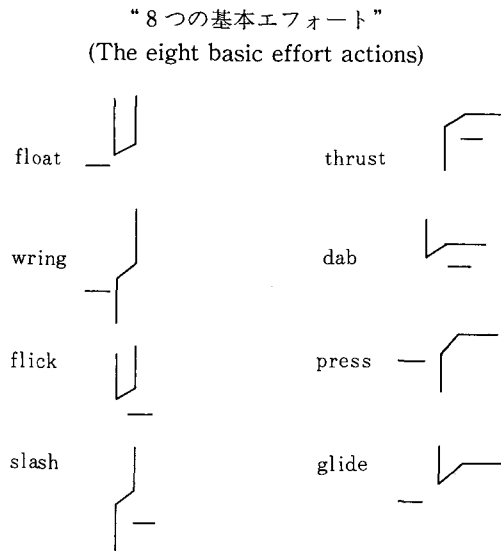 “8つの基本エフォート”
(The eight basic effort actions)
float
thrust
wring
dab
flick
press
slash
glide